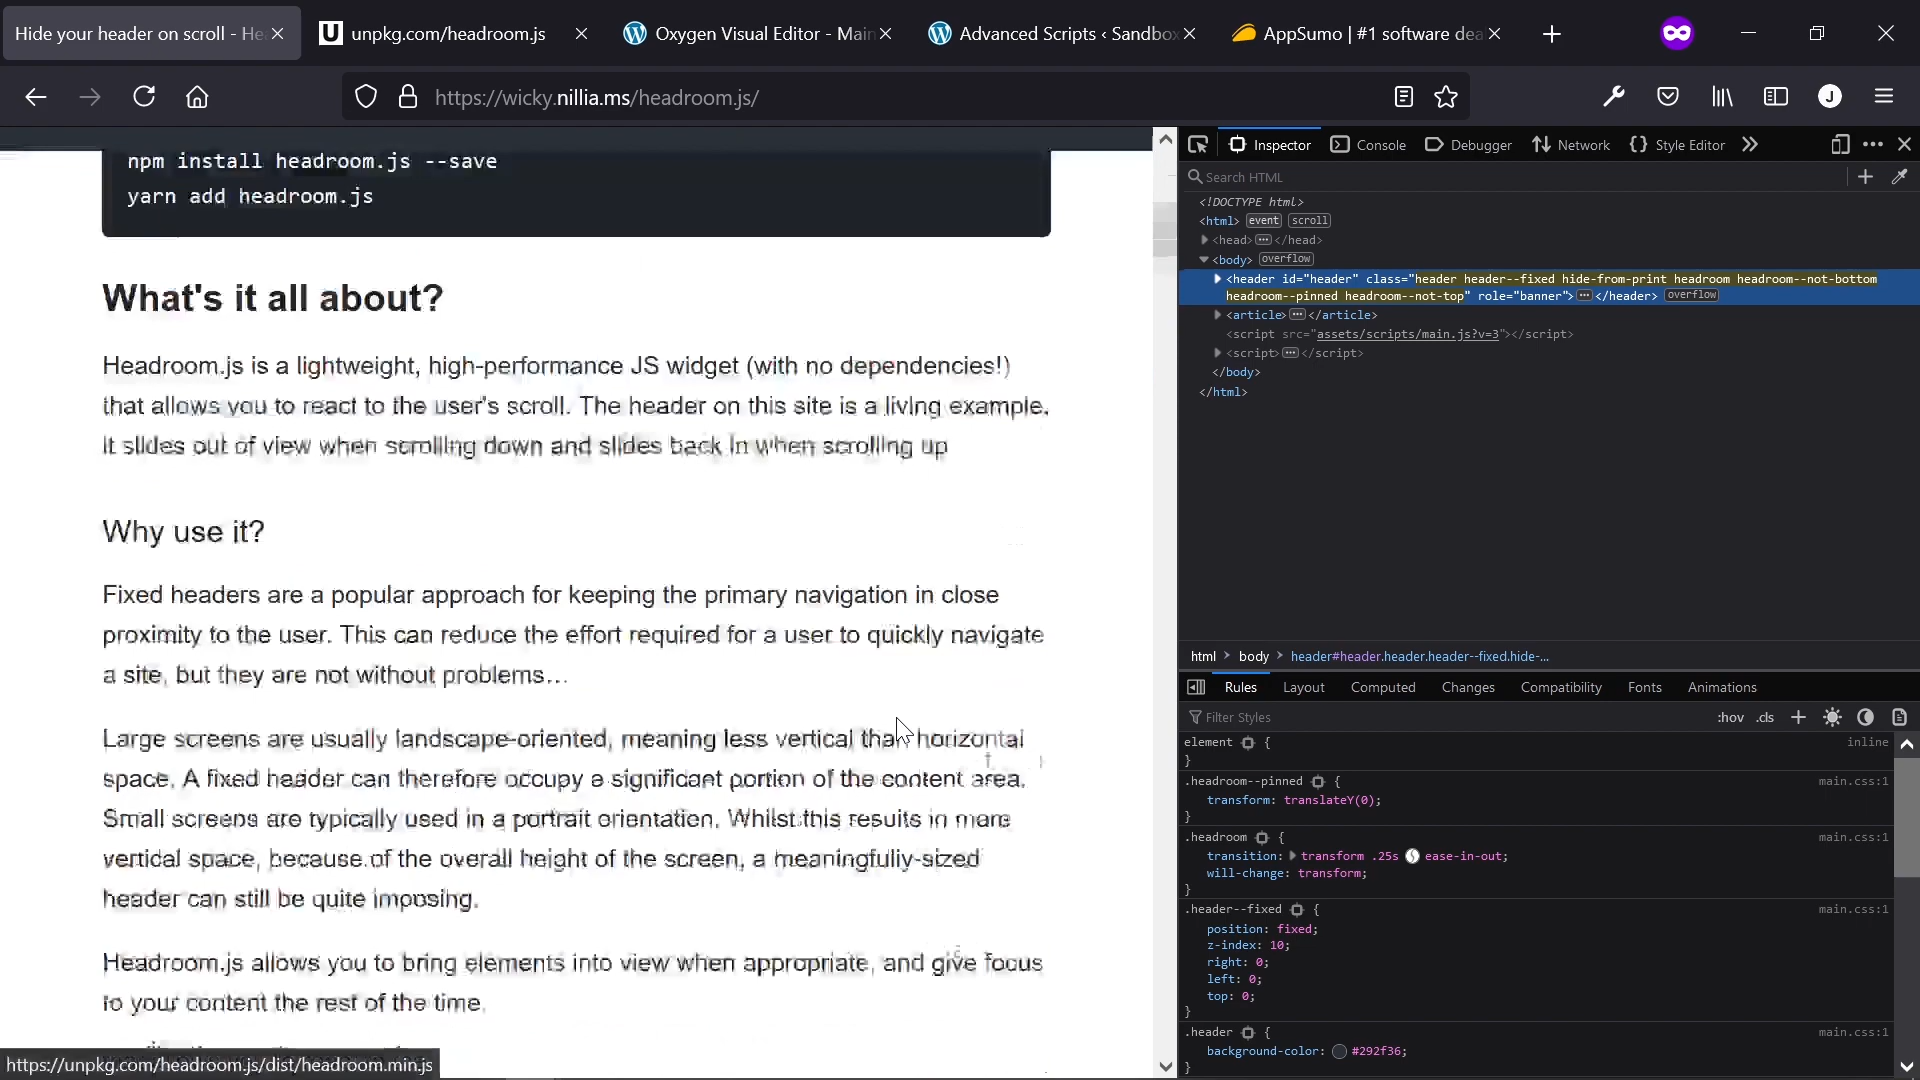 Hide your header on scroll - He
unpkg.com/headroom.js
Oxygen Visual Editor - Main
Advanced Scripts ‹ Sandbox
AppSumo | #1 software dea
https://wicky.nillia.ms/headroom.js/
J
npm install headroom.js --save
yarn add headroom.js
What's it all about?
Headroom.js is a lightweight, high-performance JS widget (with no dependencies!)
that allows you to react to the user's scroll. The header on this site is a living example,
it slides out of view when scrolling down and slides back in when scrolling up
Why use it?
Fixed headers are a popular approach for keeping the primary navigation in close
proximity to the user. This can reduce the effort required for a user to quickly navigate
a site, but they are not without problems…
Large screens are usually landscape-oriented, meaning less vertical than horizontal
space. A fixed header can therefore occupy a significant portion of the content area.
Small screens are typically used in a portrait orientation. Whilst this results in more
vertical space, because of the overall height of the screen, a meaningfully-sized
header can still be quite imposing.
Headroom.js allows you to bring elements into view when appropriate, and give focus
to your content the rest of the time.
https://unpkg.com/headroom.js/dist/headroom.min.js
Inspector Console Debugger Network Style Editor
Search HTML
<!DOCTYPE html>
<html> event scroll
<head> ⋯ </head>
<body> overflow
<header id="header" class="header header--fixed hide-from-print headroom headroom--not-bottom
headroom--pinned headroom--not-top" role="banner"> ⋯ </header> overflow
<article> ⋯ </article>
<script src="assets/scripts/main.js?v=3"></script>
<script> ⋯ </script>
</body>
</html>
html > body > header#header.header.header--fixed.hide-…
Rules Layout Computed Changes Compatibility Fonts Animations
Filter Styles :hov .cls
element { inline
}
.headroom--pinned { main.css:1
transform: translateY(0);
}
.headroom { main.css:1
transition: transform .25s ease-in-out;
will-change: transform;
}
.header--fixed { main.css:1
position: fixed;
z-index: 10;
right: 0;
left: 0;
top: 0;
}
.header { main.css:1
background-color: #292f36;
}